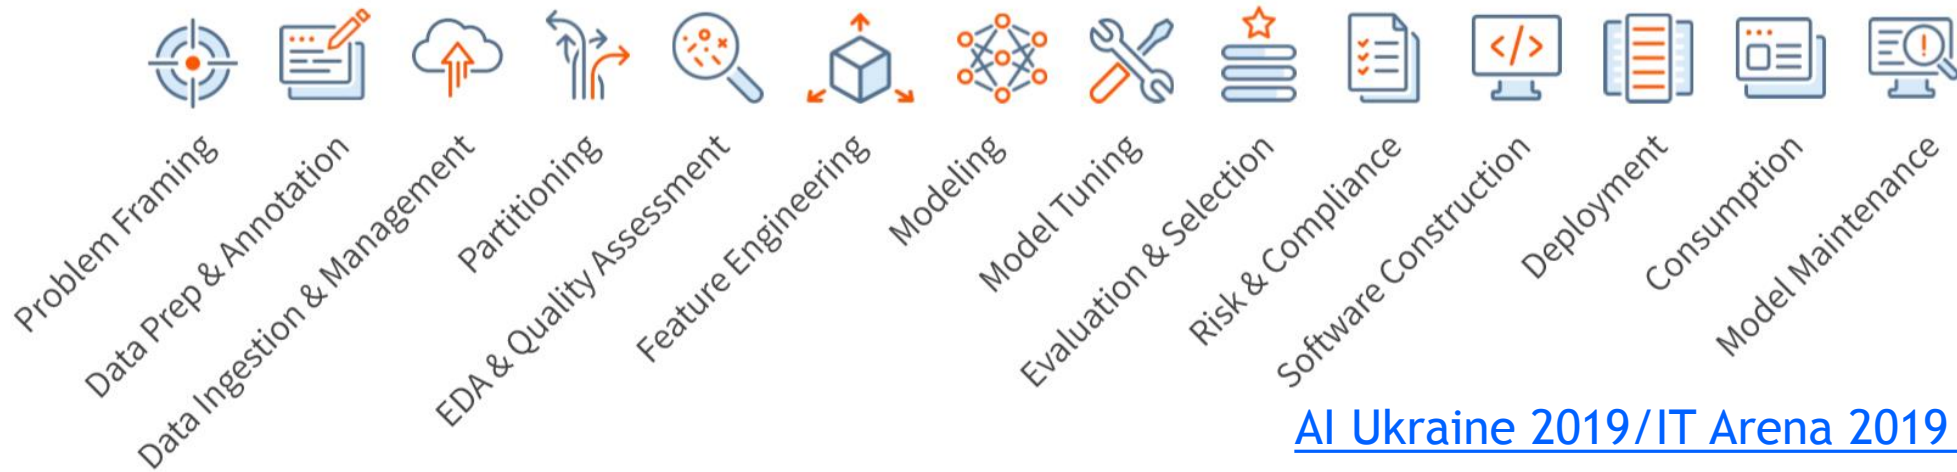 Problem Framing
Data Prep & Annotation
Data Ingestion & Management
Partitioning
EDA & Quality Assessment
Feature Engineering
Modeling
Model Tuning
Evaluation & Selection
Risk & Compliance
Software Construction
Deployment
Consumption
Model Maintenance
AI Ukraine 2019/IT Arena 2019